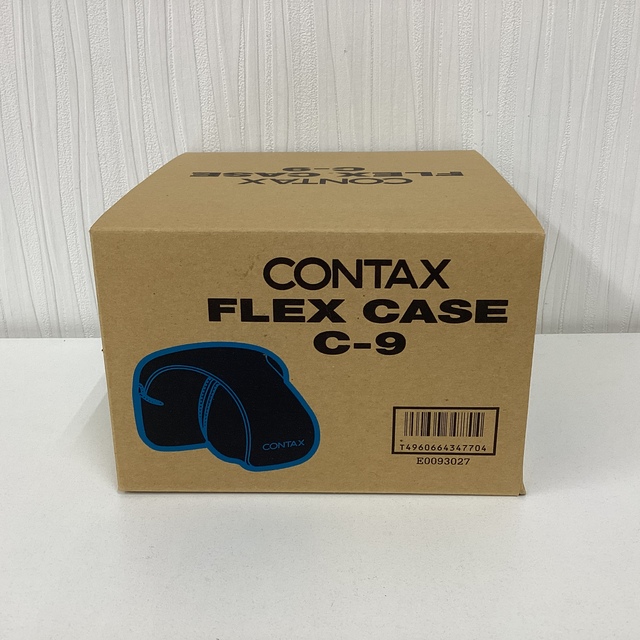 CONTAX
FLEX CASE
C-9
CONTAX
FLEX CASE
C-9
CONTAX
T4960664347704
E0093027